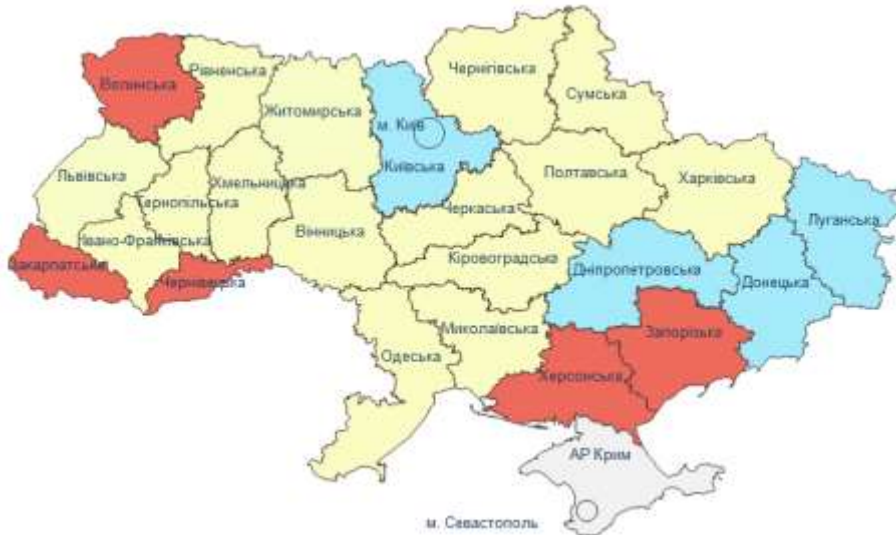 Волинська
Рівненська
Житомирська
м. Київ
Київська
Чернігівська
Сумська
Львівська
Тернопільська
Хмельницька
Вінницька
Черкаська
Полтавська
Харківська
Луганська
Івано-Франківська
Закарпатська
Чернівецька
Кіровоградська
Дніпропетровська
Донецька
Одеська
Миколаївська
Запорізька
Херсонська
АР Крим
м. Севастополь